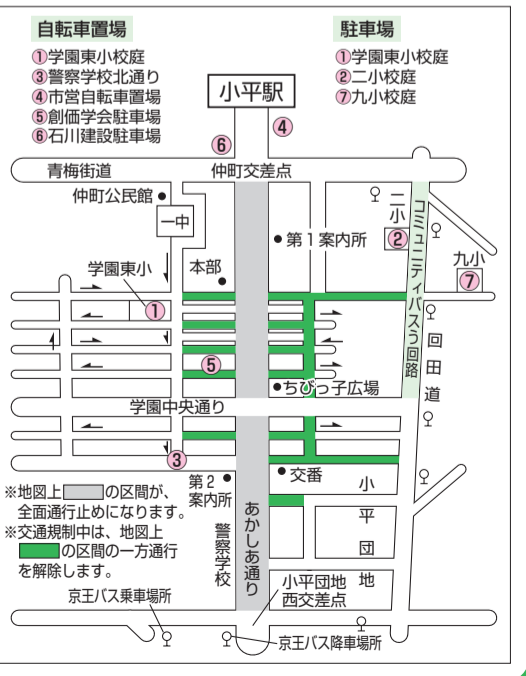 自転車置場
①学園東小校庭
③警察学校北通り
④市営自転車置場
⑤創価学会駐車場
⑥石川建設駐車場
駐車場
①学園東小校庭
②二小校庭
⑦九小校庭
小平駅
④
⑥
青梅街道
仲町交差点
仲町公民館
一中
第1案内所
二小
②
コミュニティバスう回路
九小
⑦
学園東小
①
本部
回田道
⑤
ちびっ子広場
学園中央通り
③
第2
案内所
交番
小平団地
警察学校
あかしあ通り
※地図上 の区間が、
全面通行止めになります。
※交通規制中は、地図上
の区間の一方通行
を解除します。
小平団地
西交差点
京王バス乗車場所
京王バス降車場所